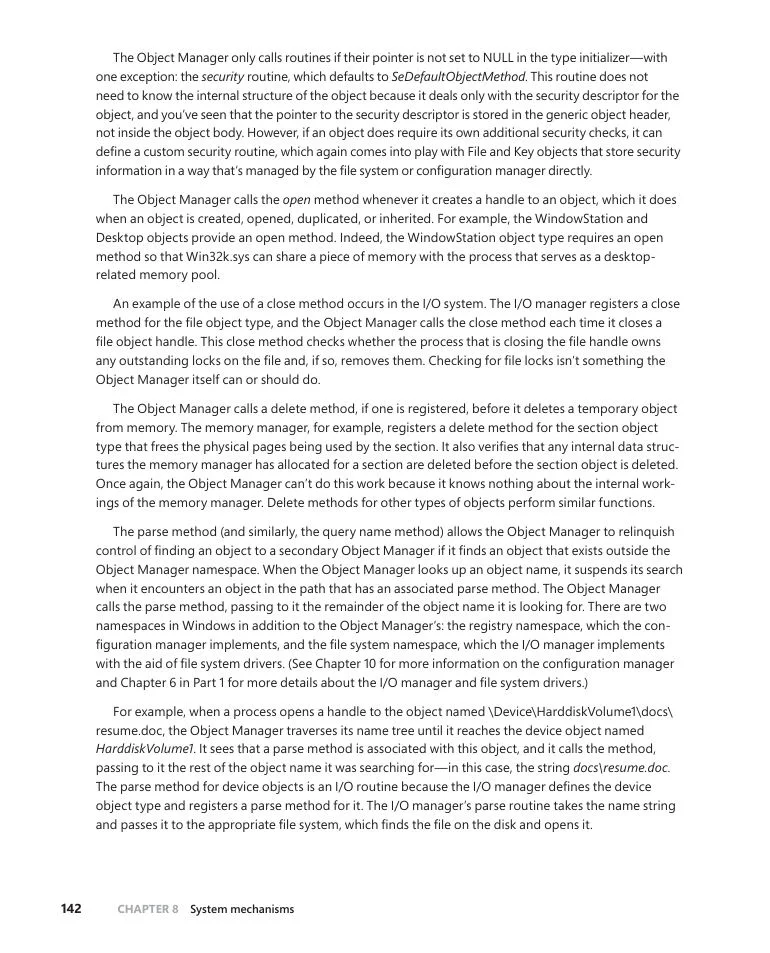 The Object Manager only calls routines if their pointer is not set to NULL in the type initializer—with
one exception: the security routine, which defaults to SeDefaultObjectMethod. This routine does not
need to know the internal structure of the object because it deals only with the security descriptor for the
object, and you’ve seen that the pointer to the security descriptor is stored in the generic object header,
not inside the object body. However, if an object does require its own additional security checks, it can
define a custom security routine, which again comes into play with File and Key objects that store security
information in a way that’s managed by the file system or configuration manager directly.
The Object Manager calls the open method whenever it creates a handle to an object, which it does
when an object is created, opened, duplicated, or inherited. For example, the WindowStation and
Desktop objects provide an open method. Indeed, the WindowStation object type requires an open
method so that Win32k.sys can share a piece of memory with the process that serves as a desktop-
related memory pool.
An example of the use of a close method occurs in the I/O system. The I/O manager registers a close
method for the file object type, and the Object Manager calls the close method each time it closes a
file object handle. This close method checks whether the process that is closing the file handle owns
any outstanding locks on the file and, if so, removes them. Checking for file locks isn’t something the
Object Manager itself can or should do.
The Object Manager calls a delete method, if one is registered, before it deletes a temporary object
from memory. The memory manager, for example, registers a delete method for the section object
type that frees the physical pages being used by the section. It also verifies that any internal data struc-
tures the memory manager has allocated for a section are deleted before the section object is deleted.
Once again, the Object Manager can’t do this work because it knows nothing about the internal work-
ings of the memory manager. Delete methods for other types of objects perform similar functions.
The parse method (and similarly, the query name method) allows the Object Manager to relinquish
control of finding an object to a secondary Object Manager if it finds an object that exists outside the
Object Manager namespace. When the Object Manager looks up an object name, it suspends its search
when it encounters an object in the path that has an associated parse method. The Object Manager
calls the parse method, passing to it the remainder of the object name it is looking for. There are two
namespaces in Windows in addition to the Object Manager’s: the registry namespace, which the con-
figuration manager implements, and the file system namespace, which the I/O manager implements
with the aid of file system drivers. (See Chapter 10 for more information on the configuration manager
and Chapter 6 in Part 1 for more details about the I/O manager and file system drivers.)
For example, when a process opens a handle to the object named \Device\HarddiskVolume1\docs\
resume.doc, the Object Manager traverses its name tree until it reaches the device object named
HarddiskVolume1. It sees that a parse method is associated with this object, and it calls the method,
passing to it the rest of the object name it was searching for—in this case, the string docs\resume.doc.
The parse method for device objects is an I/O routine because the I/O manager defines the device
object type and registers a parse method for it. The I/O manager’s parse routine takes the name string
and passes it to the appropriate file system, which finds the file on the disk and opens it.
142 CHAPTER 8 System mechanisms